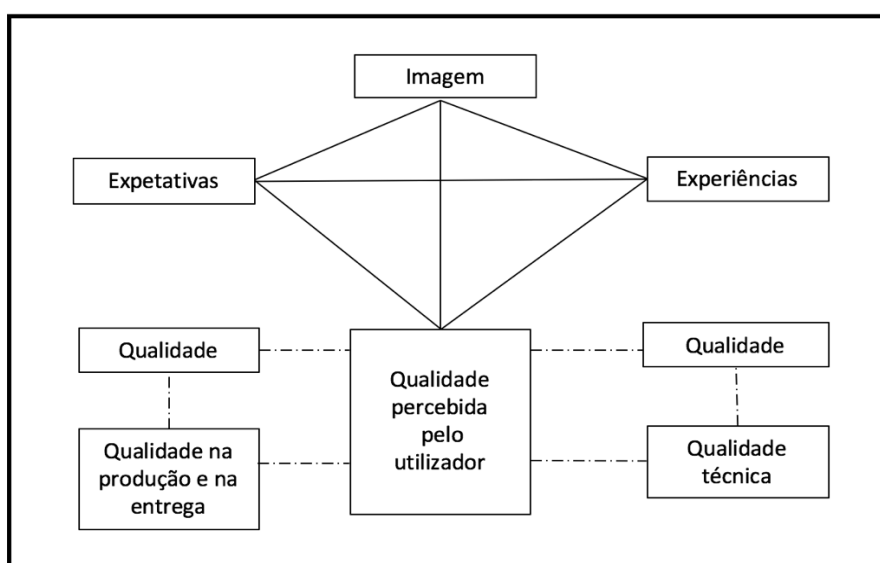 Imagem
Expetativas
Experiências
Qualidade
Qualidade
percebida
pelo
utilizador
Qualidade
Qualidade na
produção e na
entrega
Qualidade
técnica